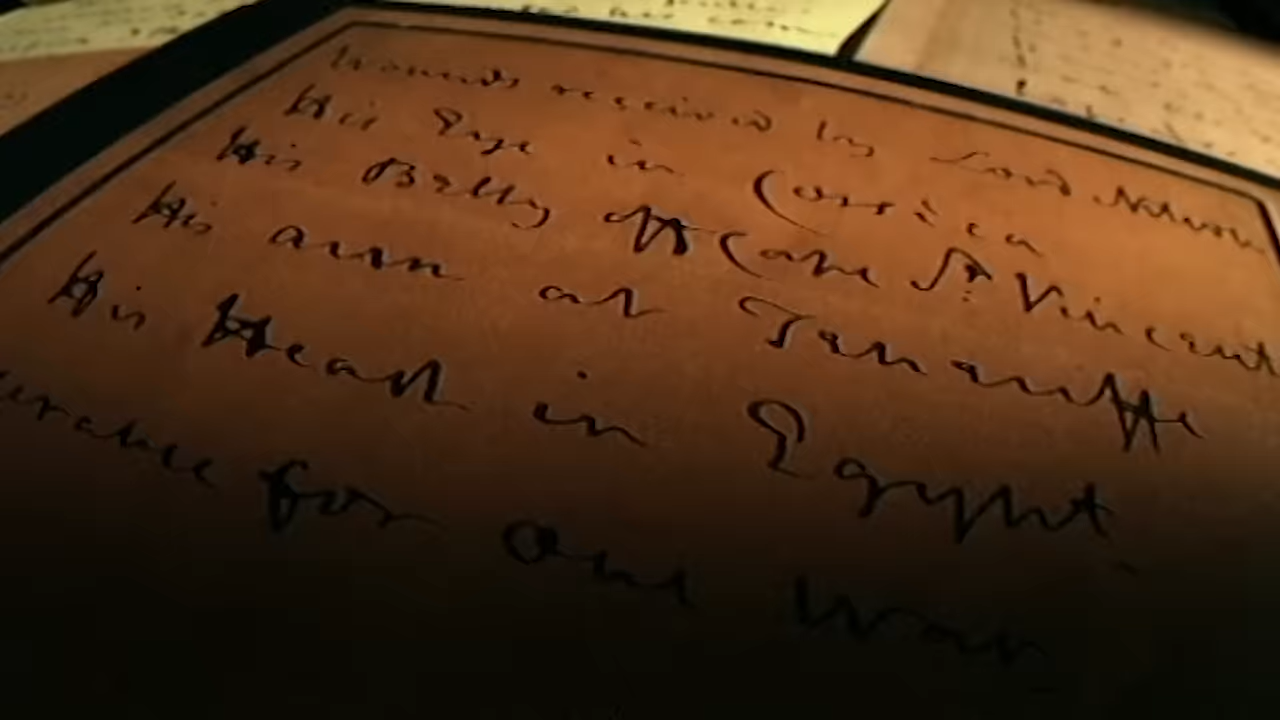 Wounds received by Lord Nelson
His Eye in Corsica
His Belly off Cape St. Vincent
His arm at Teneriffe
His Head in Egypt
for one War